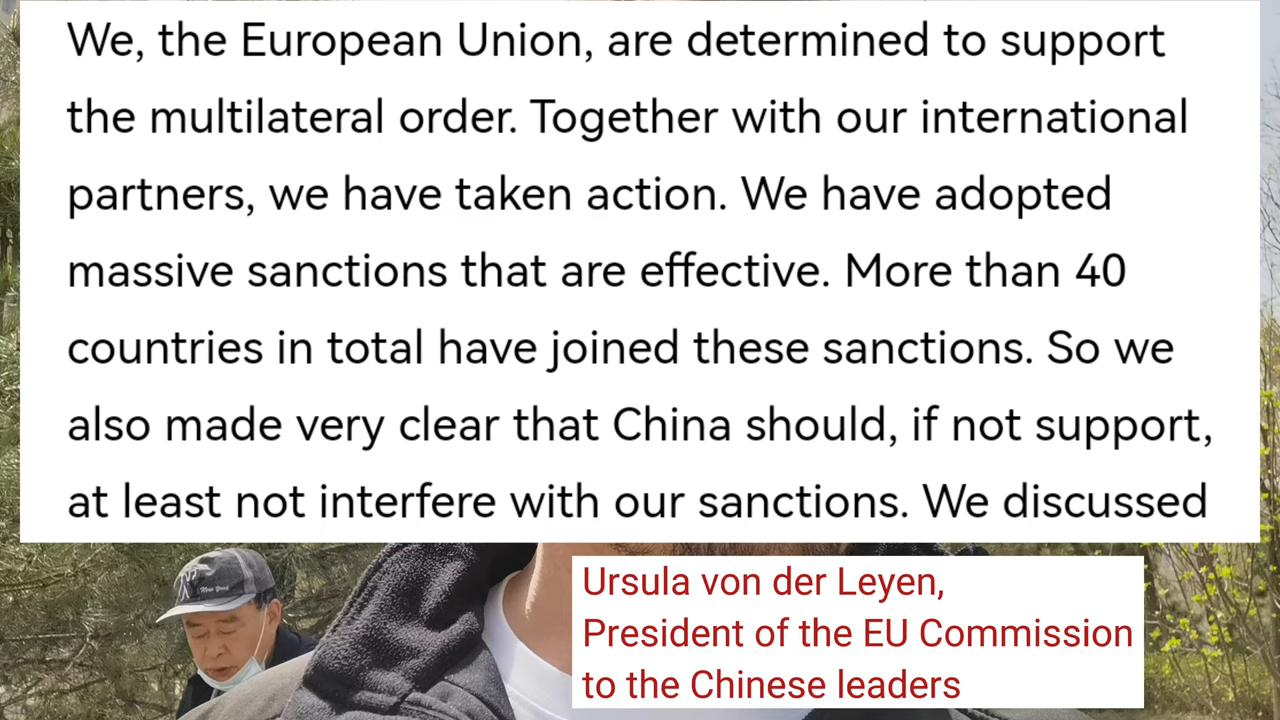 We, the European Union, are determined to support
the multilateral order. Together with our international
partners, we have taken action. We have adopted
massive sanctions that are effective. More than 40
countries in total have joined these sanctions. So we
also made very clear that China should, if not support,
at least not interfere with our sanctions. We discussed
New York
Ursula von der Leyen,
President of the EU Commission
to the Chinese leaders